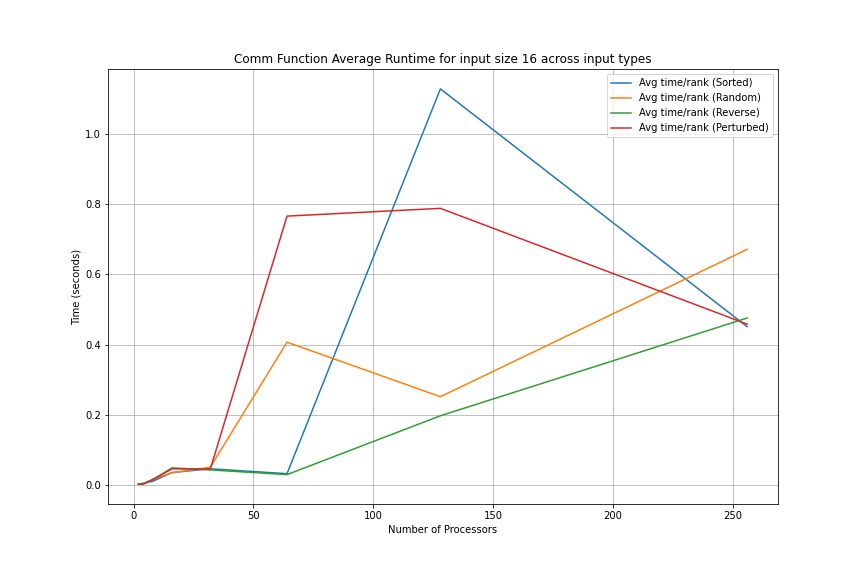 Comm Function Average Runtime for input size 16 across input types
Avg time/rank (Sorted)
Avg time/rank (Random)
Avg time/rank (Reverse)
Avg time/rank (Perturbed)
Time (seconds)
1.0
0.8
0.6
0.4
0.2
0.0
0 50 100 150 200 250
Number of Processors